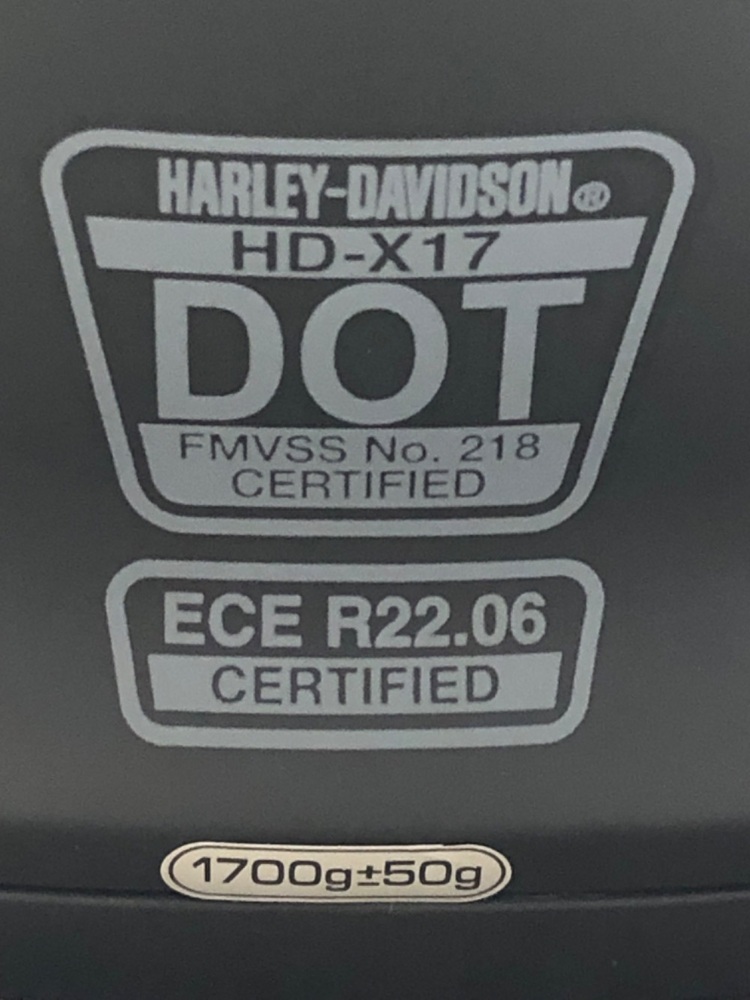 HARLEY-DAVIDSON®
HD-X17
DOT
FMVSS No. 218
CERTIFIED
ECE R22.06
CERTIFIED
1700g±50g